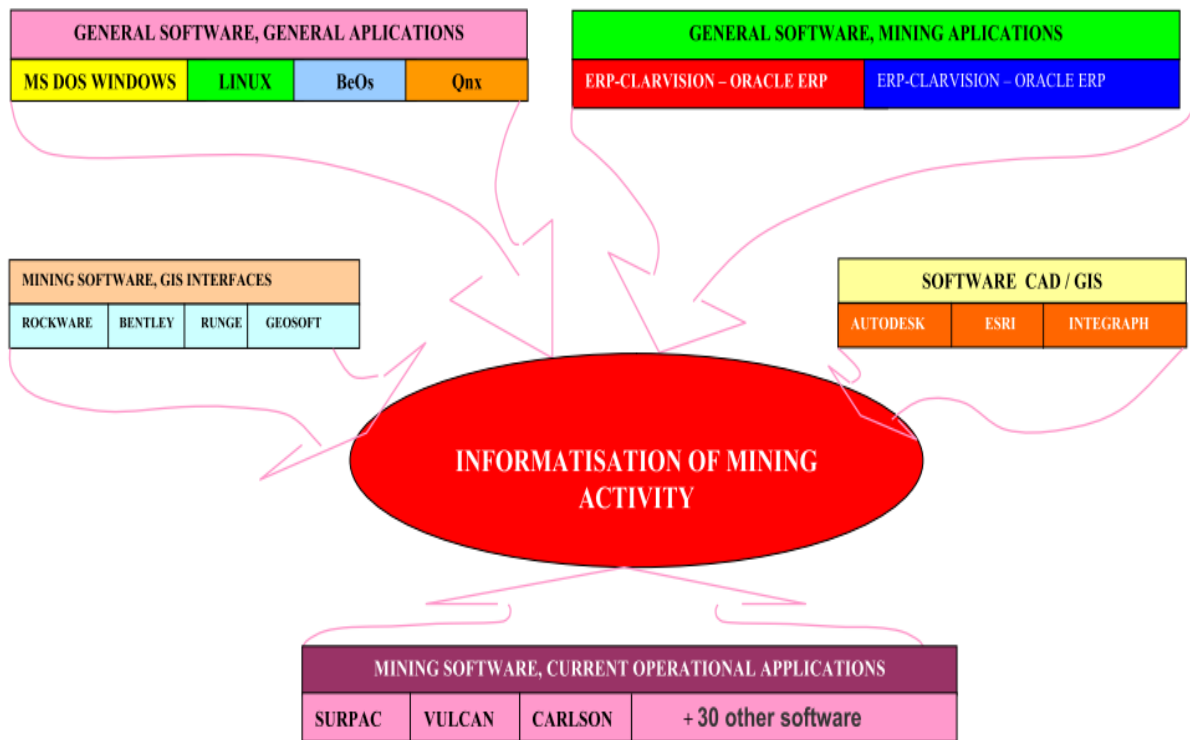 GENERAL SOFTWARE, GENERAL APLICATIONS
MS DOS WINDOWS
LINUX
BeOs
Qnx
GENERAL SOFTWARE, MINING APLICATIONS
ERP-CLARVISION – ORACLE ERP
ERP-CLARVISION – ORACLE ERP
MINING SOFTWARE, GIS INTERFACES
ROCKWARE
BENTLEY
RUNGE
GEOSOFT
SOFTWARE CAD / GIS
AUTODESK
ESRI
INTEGRAPH
INFORMATISATION OF MINING
ACTIVITY
MINING SOFTWARE, CURRENT OPERATIONAL APPLICATIONS
SURPAC
VULCAN
CARLSON
+ 30 other software